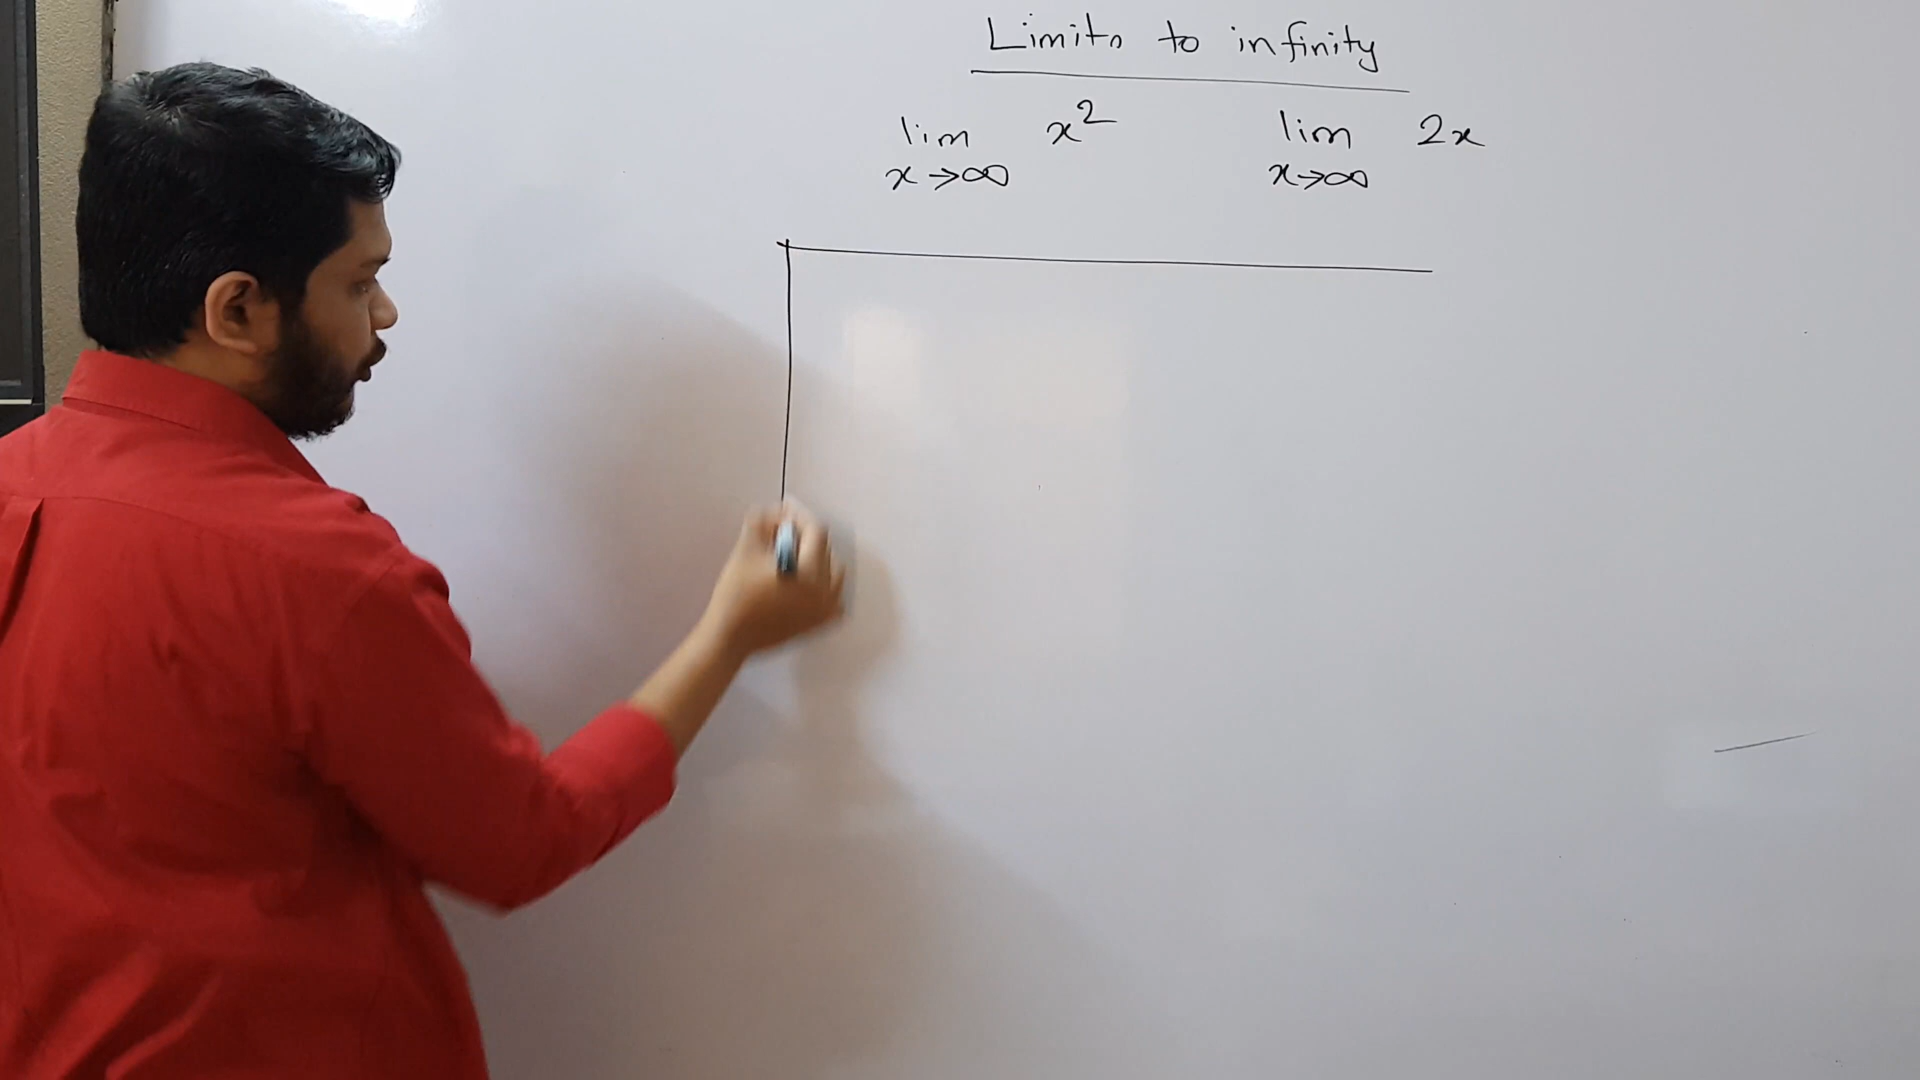 Limits to infinity
lim x² lim 2x
x→∞ x→∞